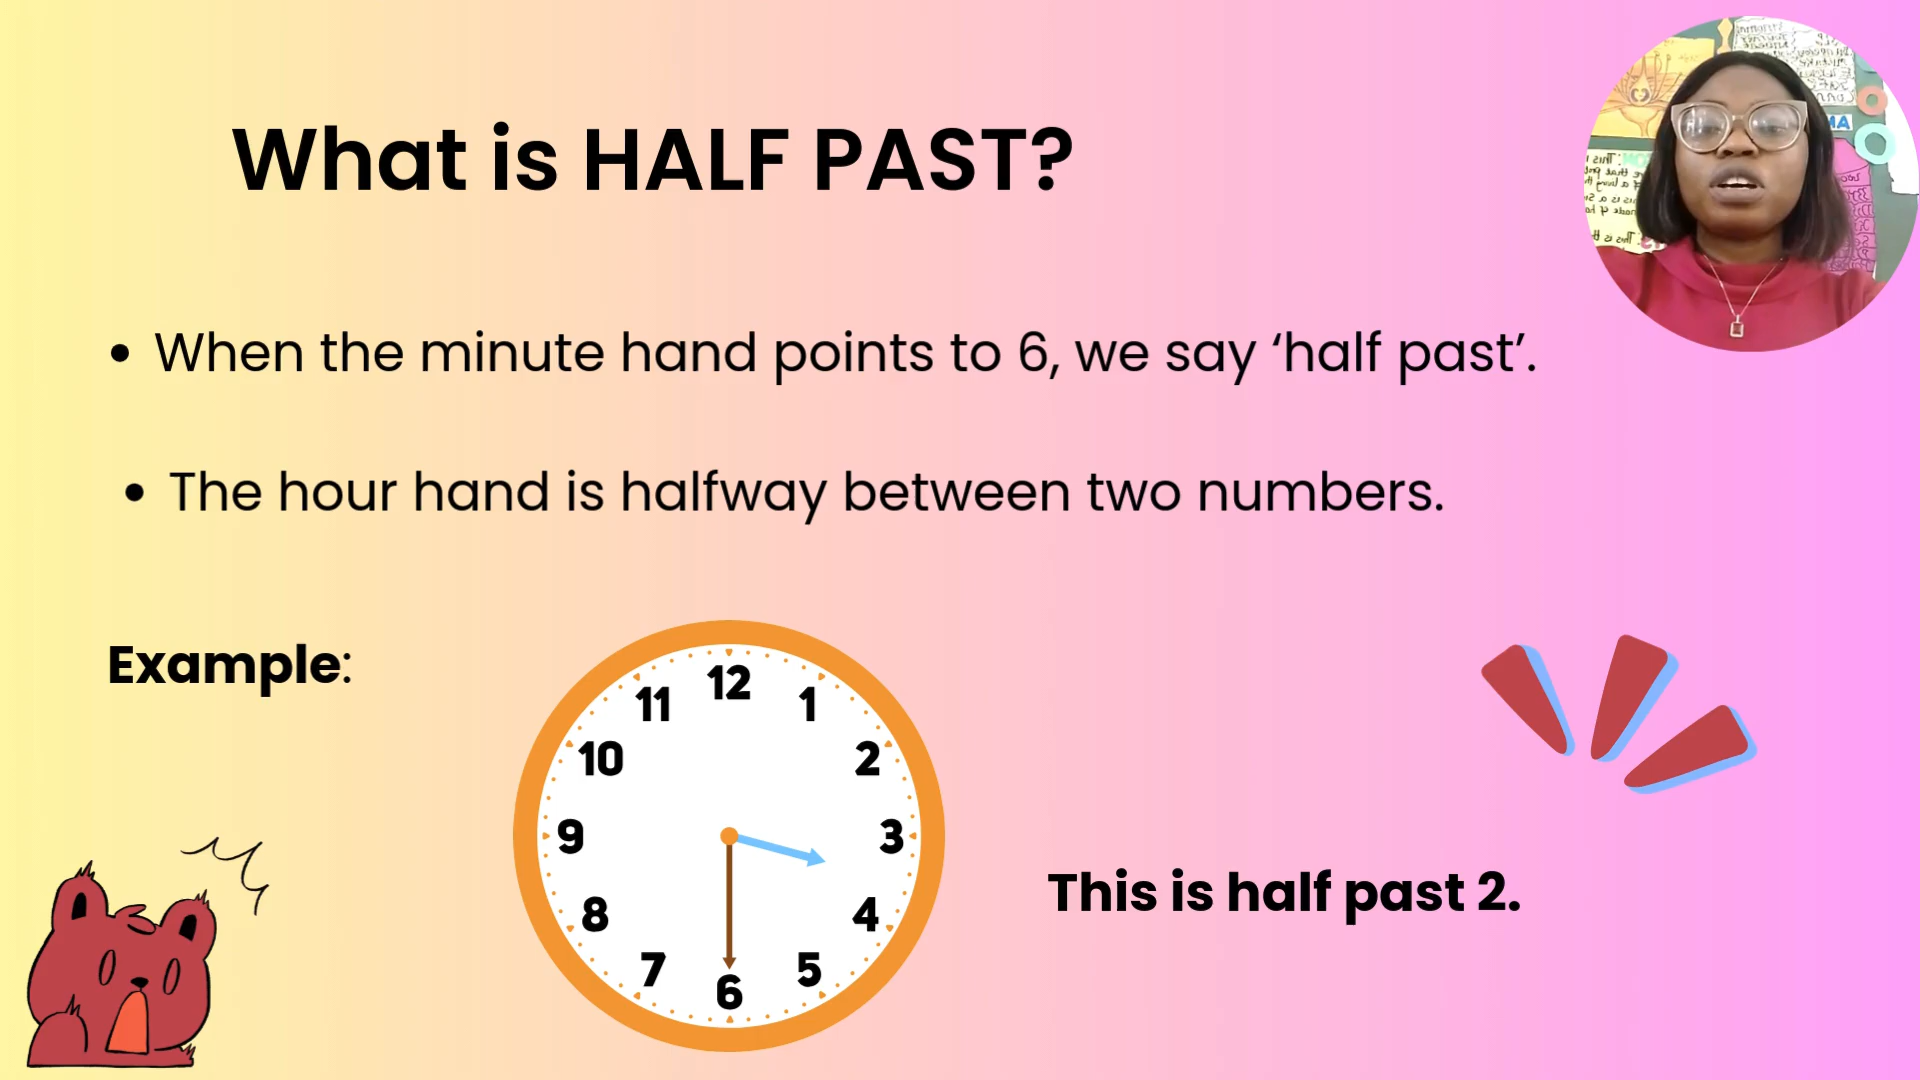 What is HALF PAST?
• When the minute hand points to 6, we say ‘half past’.
• The hour hand is halfway between two numbers.
Example:
12
11
1
10
2
9
3
8
4
7
5
6
This is half past 2.